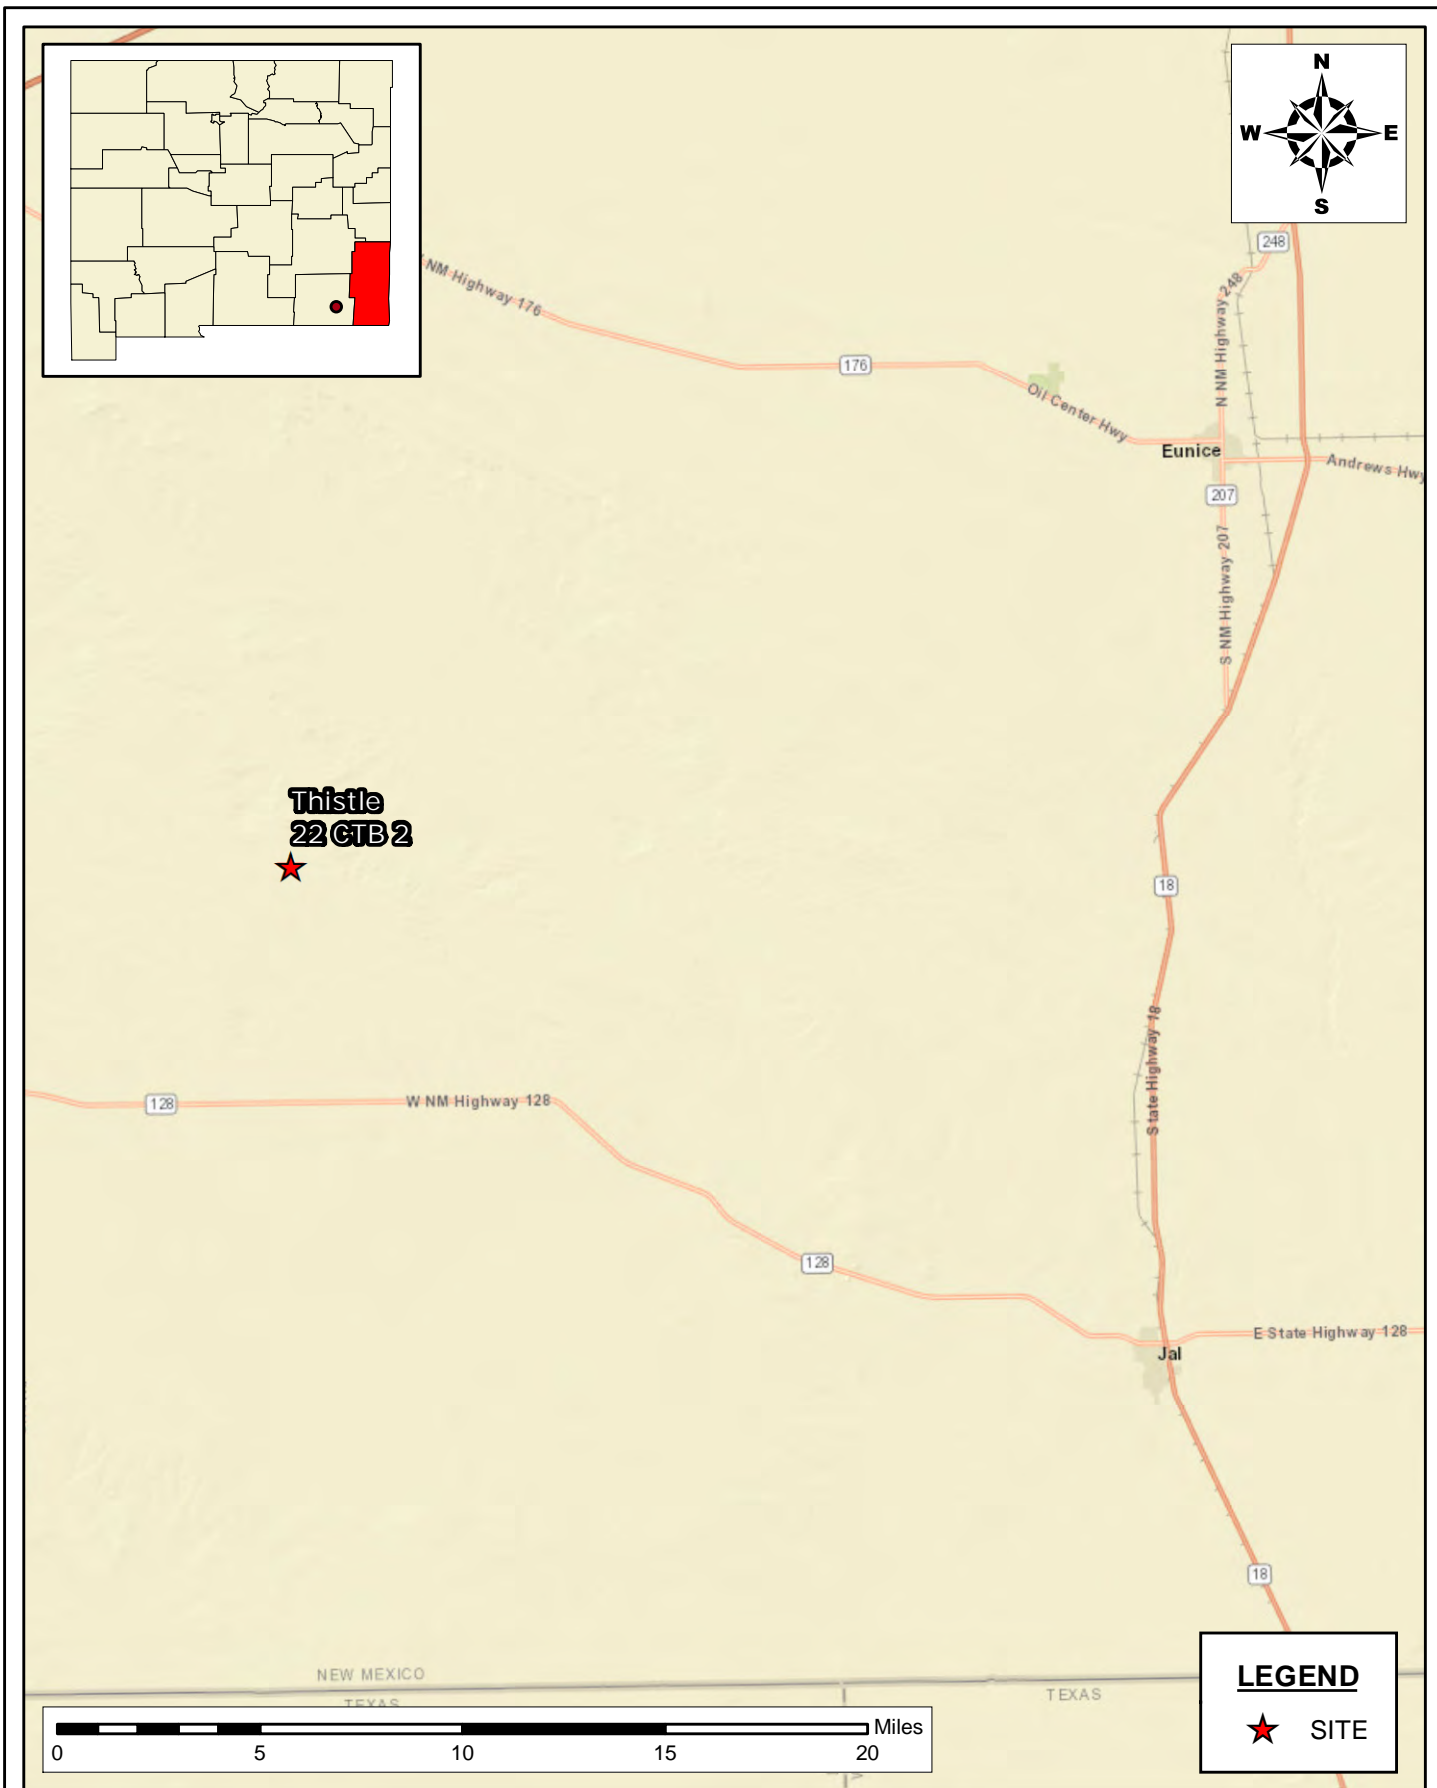 N
W E
S
248
NM Highway 176
N NM Highway 248
176
Oil Center Hwy
Eunice
Andrews Hwy
207
S NM Highway 207
Thistle
22 CTB 2
18
State Highway 18
128
W NM Highway 128
128
E State Highway 128
Jal
18
NEW MEXICO
TEXAS
TEXAS
LEGEND
SITE
Miles
0 5 10 15 20